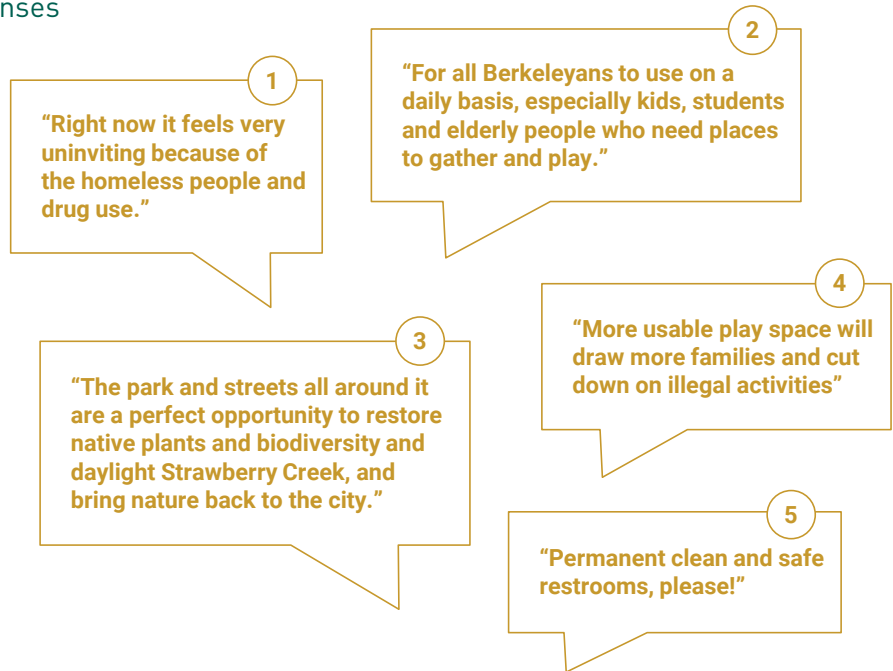 nses
1
“Right now it feels very
uninviting because of
the homeless people and
drug use.”
2
“For all Berkeleyans to use on a
daily basis, especially kids, students
and elderly people who need places
to gather and play.”
3
“The park and streets all around it
are a perfect opportunity to restore
native plants and biodiversity and
daylight Strawberry Creek, and
bring nature back to the city.”
4
“More usable play space will
draw more families and cut
down on illegal activities”
5
“Permanent clean and safe
restrooms, please!”